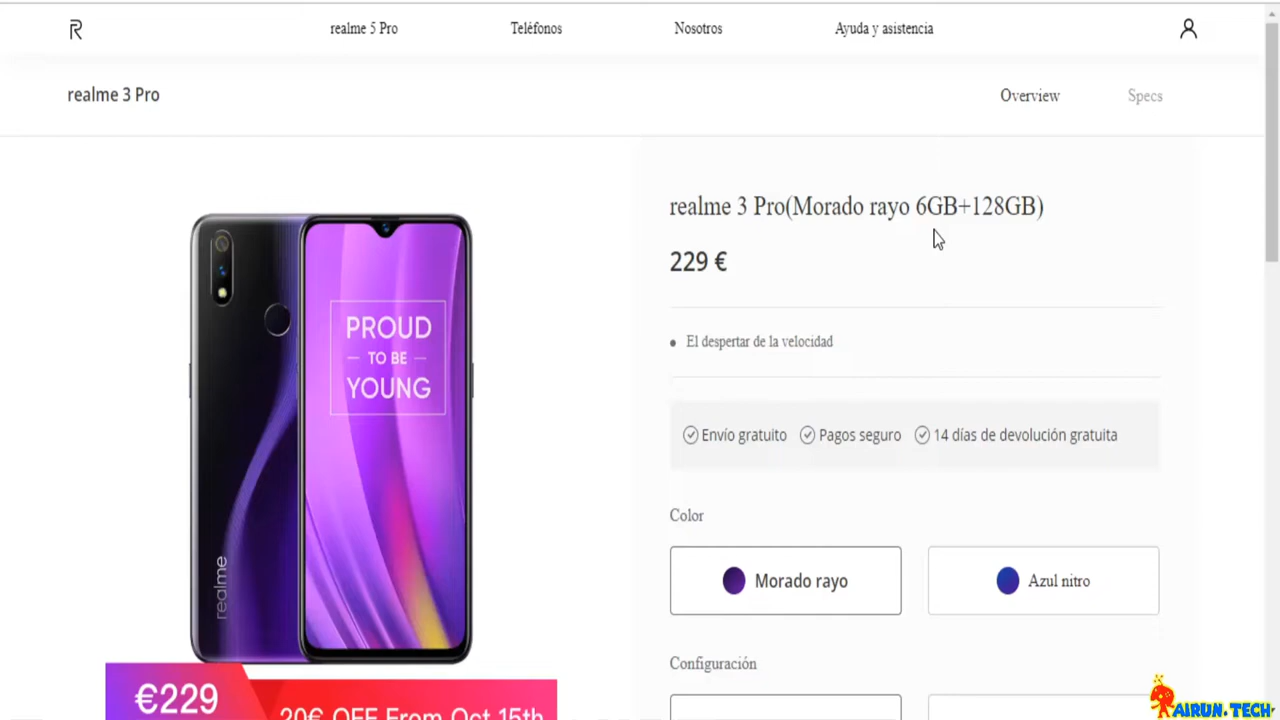 realme 5 Pro
Teléfonos
Nosotros
Ayuda y asistencia
realme 3 Pro
Overview
Specs
realme 3 Pro(Morado rayo 6GB+128GB)
229 €
El despertar de la velocidad
Envío gratuito
Pagos seguro
14 días de devolución gratuita
Color
Morado rayo
Azul nitro
Configuración
PROUD
TO BE
YOUNG
realme
€229
20€ OFF From Oct 15th
AIRUN.TECH